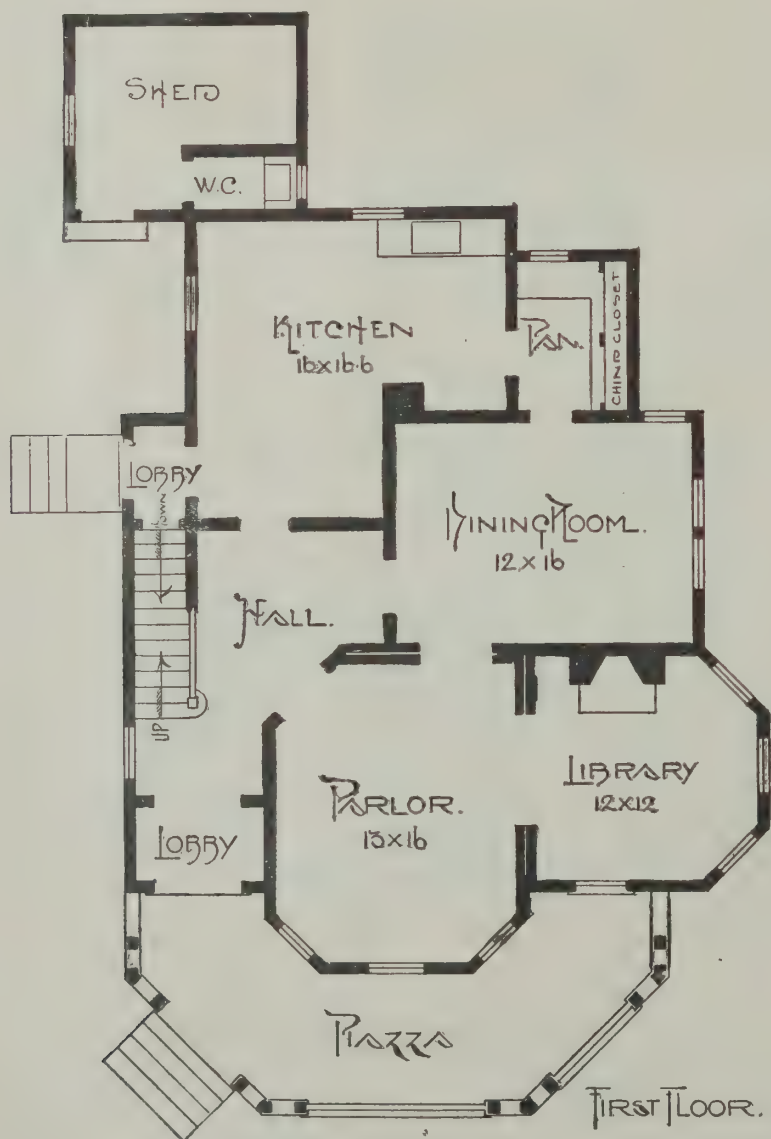 SHED
W.C.
KITCHEN
16x16·6
PAN.
CHINA CLOSET
LOBBY
DOWN
DINING ROOM.
12x16
HALL.
UP
LIBRARY
12x12
PARLOR.
13x16
LOBBY
PIAZZA
FIRST FLOOR.